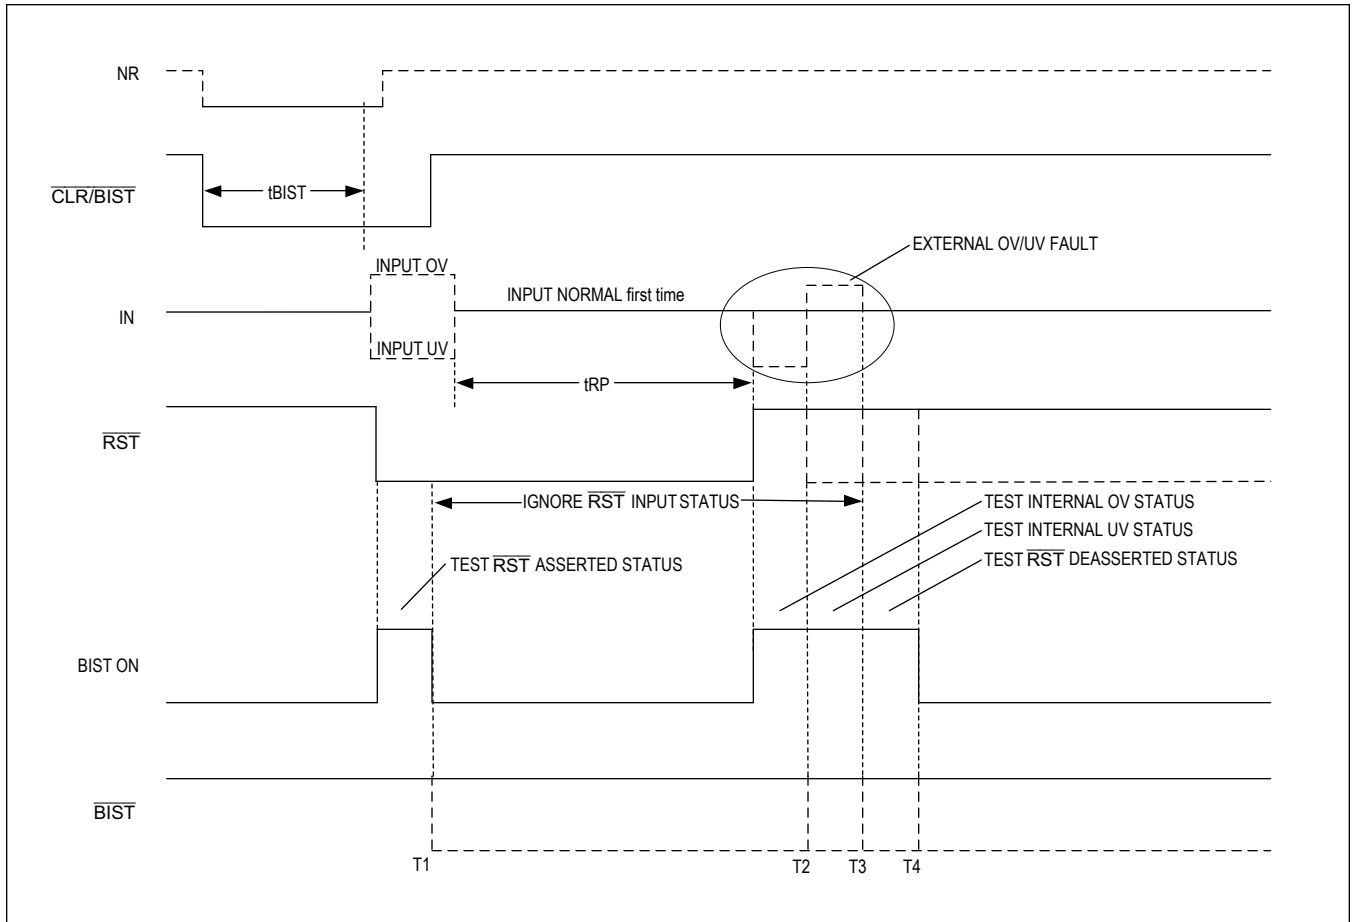 NR
CLR/BIST
tBIST
EXTERNAL OV/UV FAULT
INPUT OV
INPUT NORMAL first time
IN
INPUT UV
tRP
RST
IGNORE RST INPUT STATUS
TEST INTERNAL OV STATUS
TEST INTERNAL UV STATUS
TEST RST DEASSERTED STATUS
TEST RST ASSERTED STATUS
BIST ON
BIST
T1
T2
T3
T4